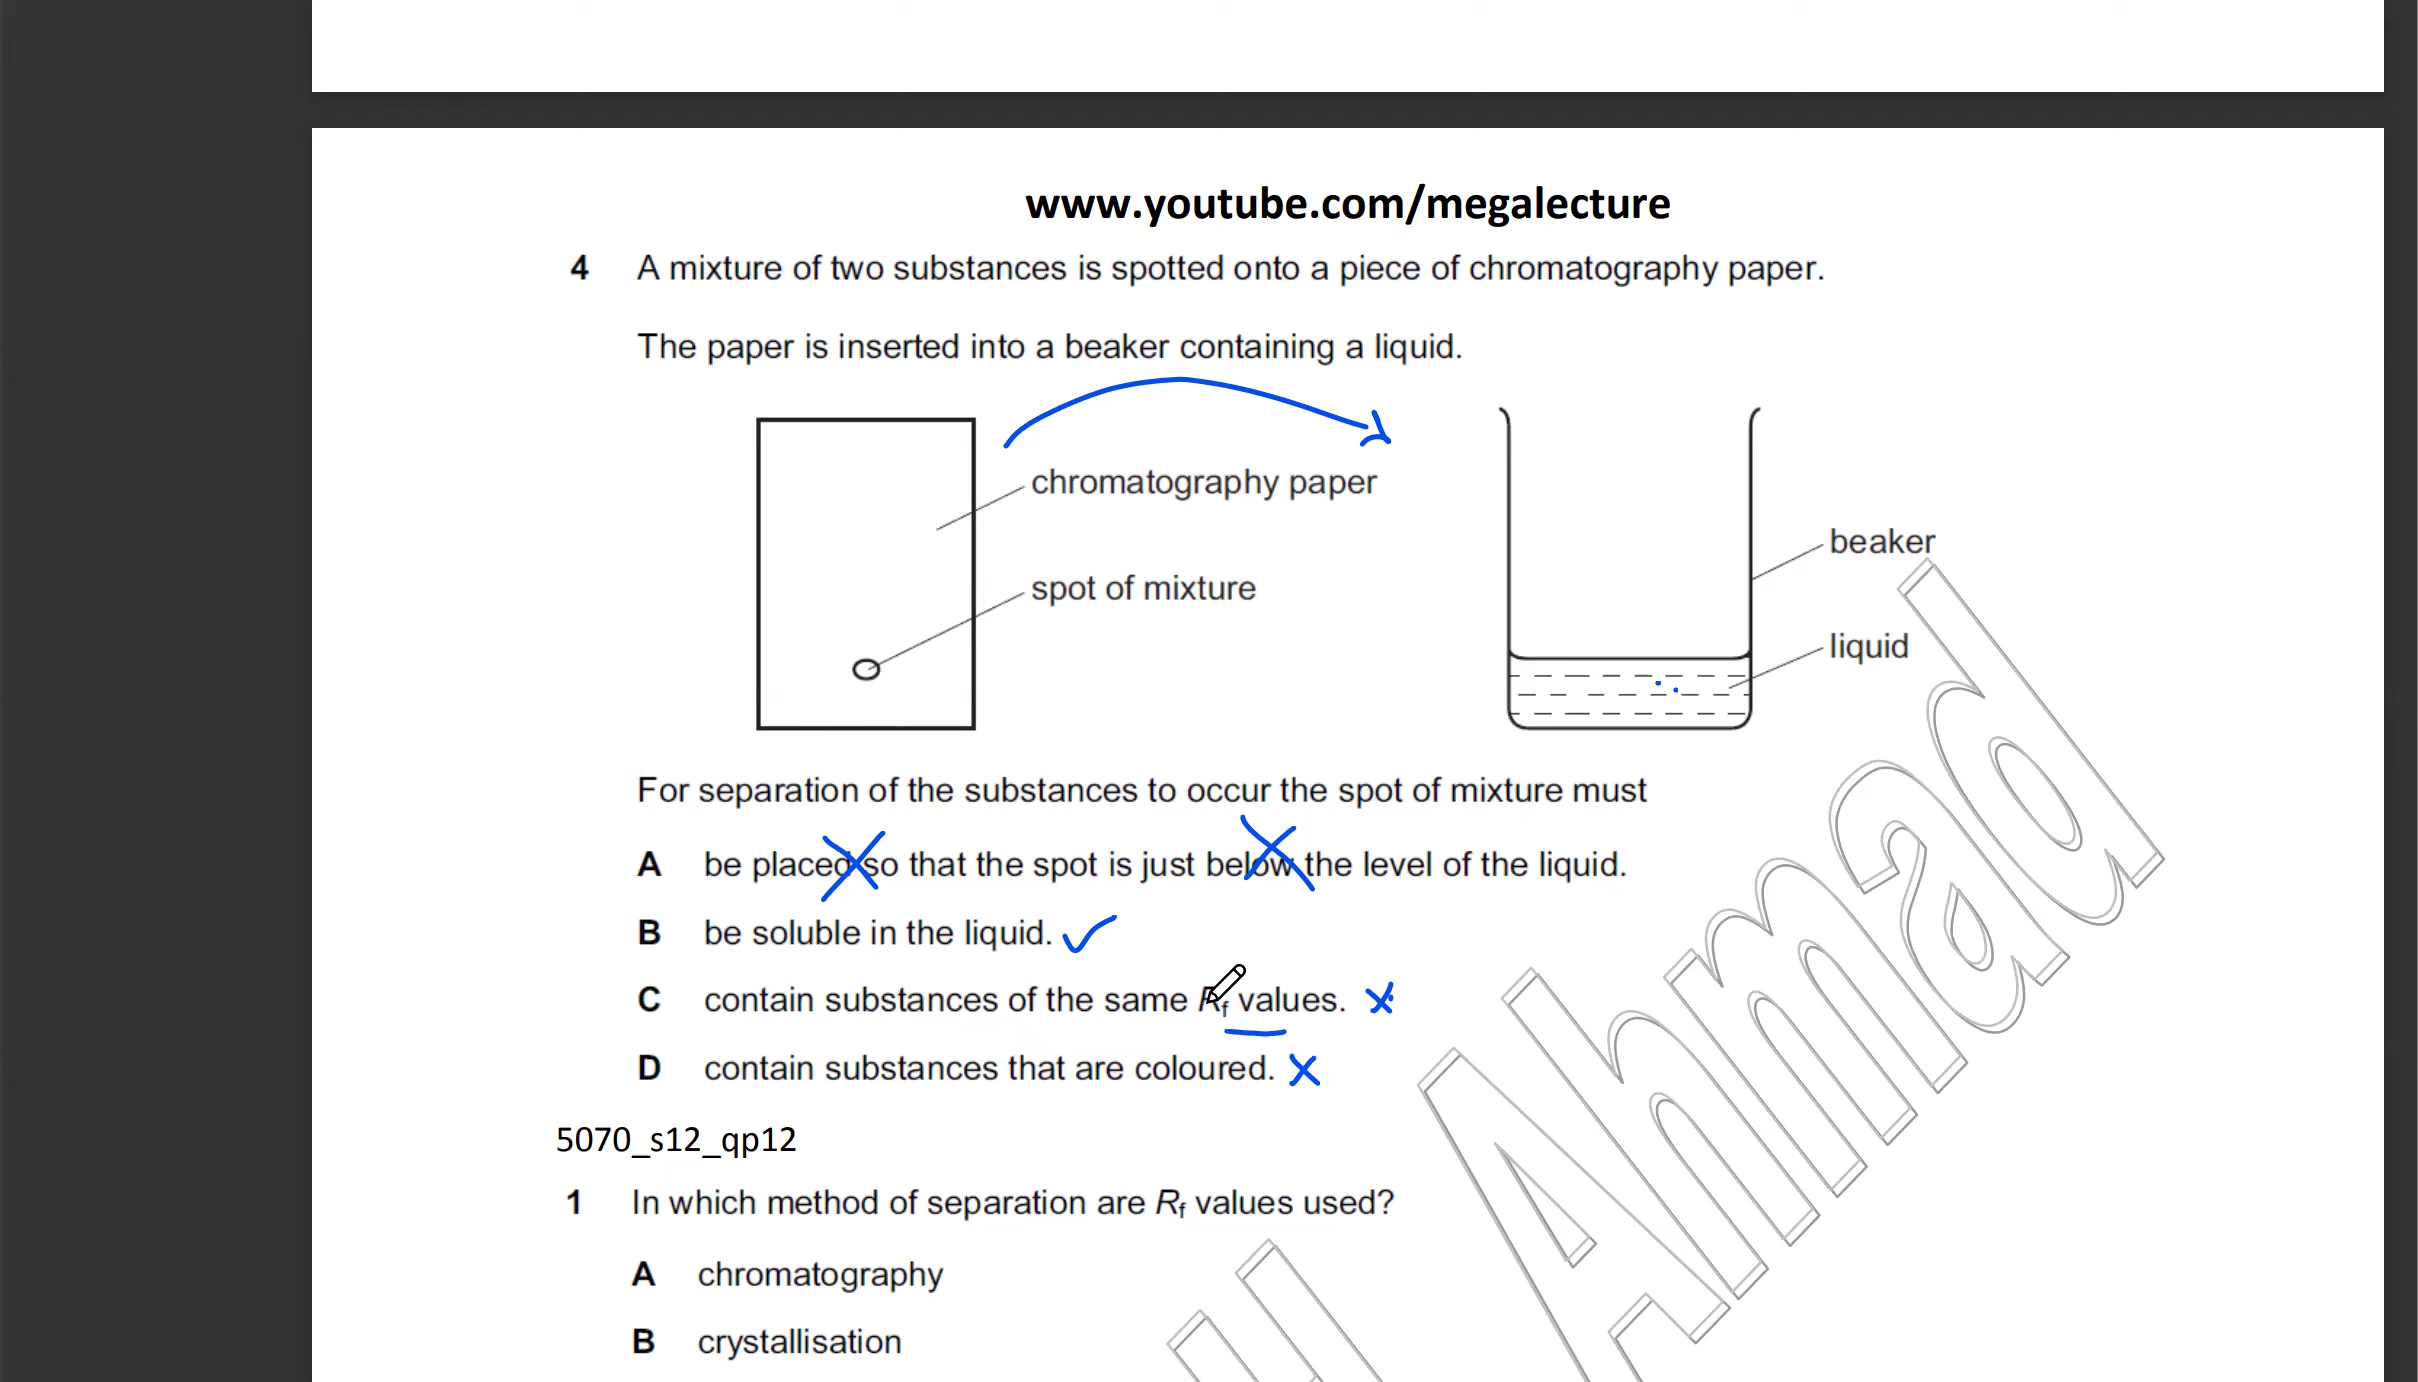 www.youtube.com/megalecture
4 A mixture of two substances is spotted onto a piece of chromatography paper.
The paper is inserted into a beaker containing a liquid.
chromatography paper
spot of mixture
beaker
liquid
For separation of the substances to occur the spot of mixture must
A be placed so that the spot is just below the level of the liquid.
B be soluble in the liquid.
C contain substances of the same Rf values.
D contain substances that are coloured.
5070_s12_qp12
1 In which method of separation are Rf values used?
A chromatography
B crystallisation
Ahmad